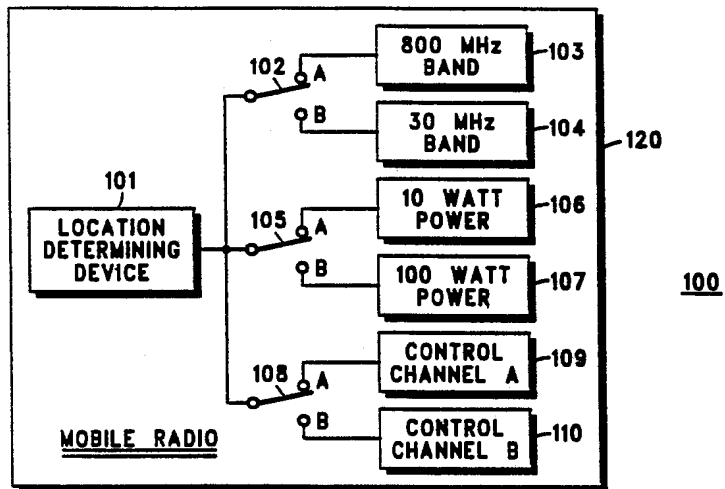 800 MHz
BAND
103
102
A
B
30 MHz
BAND
104
120
101
LOCATION
DETERMINING
DEVICE
105
A
B
10 WATT
POWER
106
100 WATT
POWER
107
100
108
A
B
CONTROL
CHANNEL A
109
CONTROL
CHANNEL B
110
MOBILE RADIO